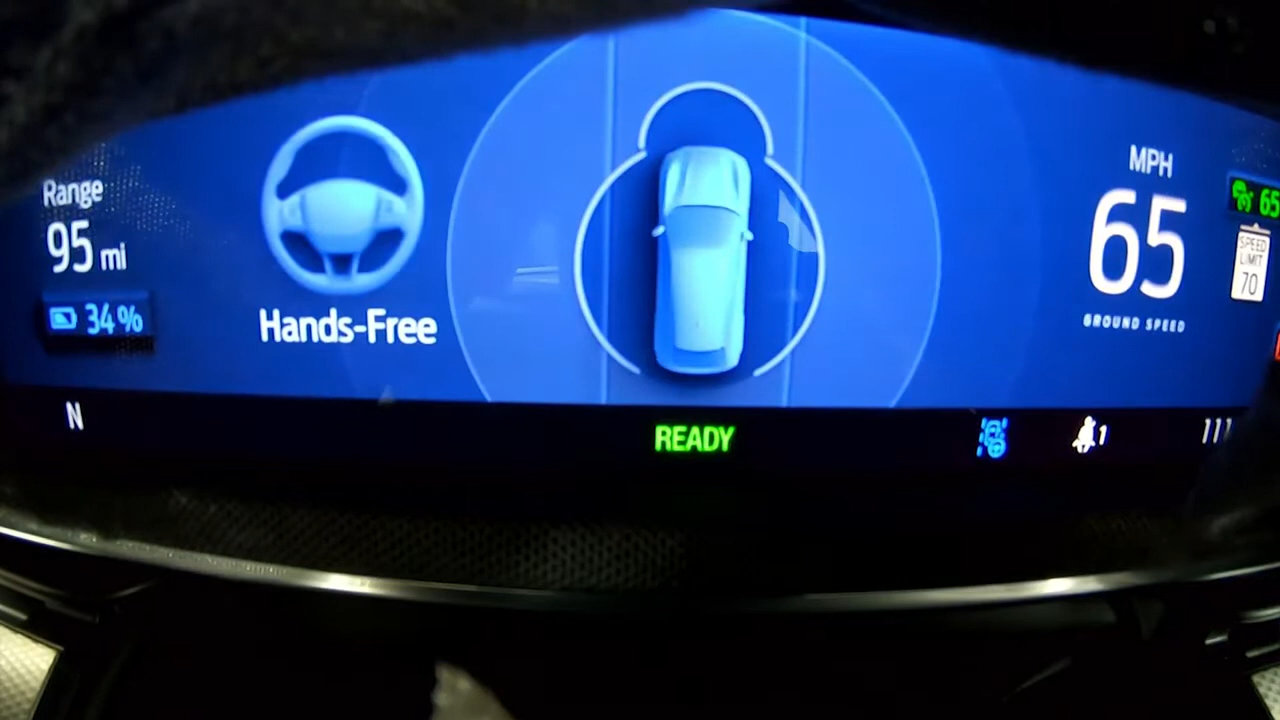 Range
95 mi
34%
Hands-Free
MPH
65
GROUND SPEED
65
SPEED
LIMIT
70
N
READY
1